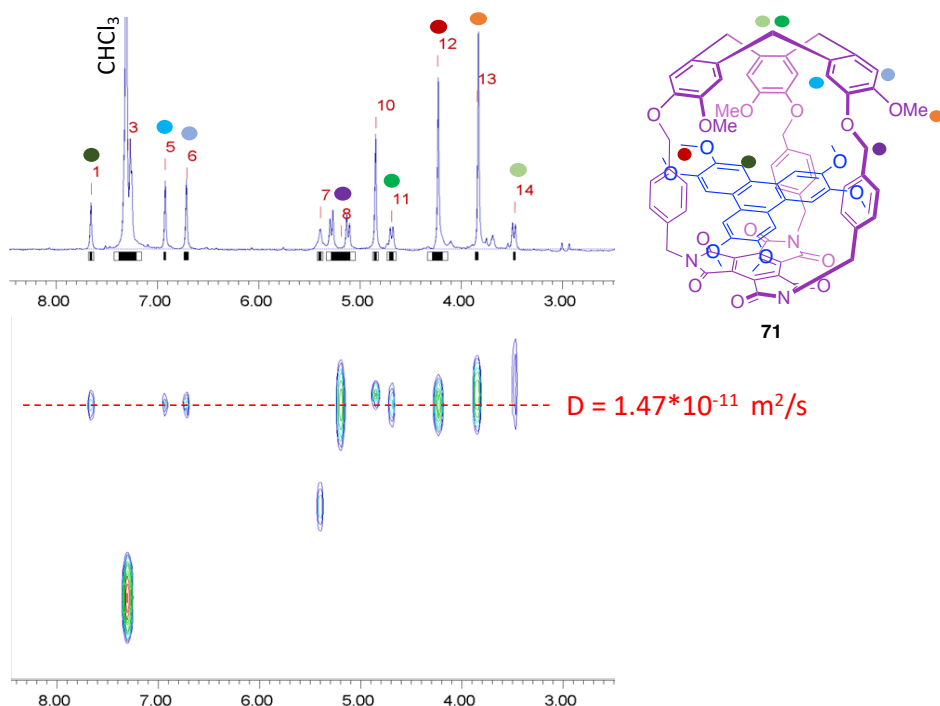 CHCl₃
1
3
5
6
7
8
10
11
12
13
14
8.00 7.00 6.00 5.00 4.00 3.00
MeO
O
OMe
O
O
OMe
O
O
O
O
O
O
N
O
N
O
O
O
O
N
O
71
D = 1.47*10⁻¹¹ m²/s
8.00 7.00 6.00 5.00 4.00 3.00